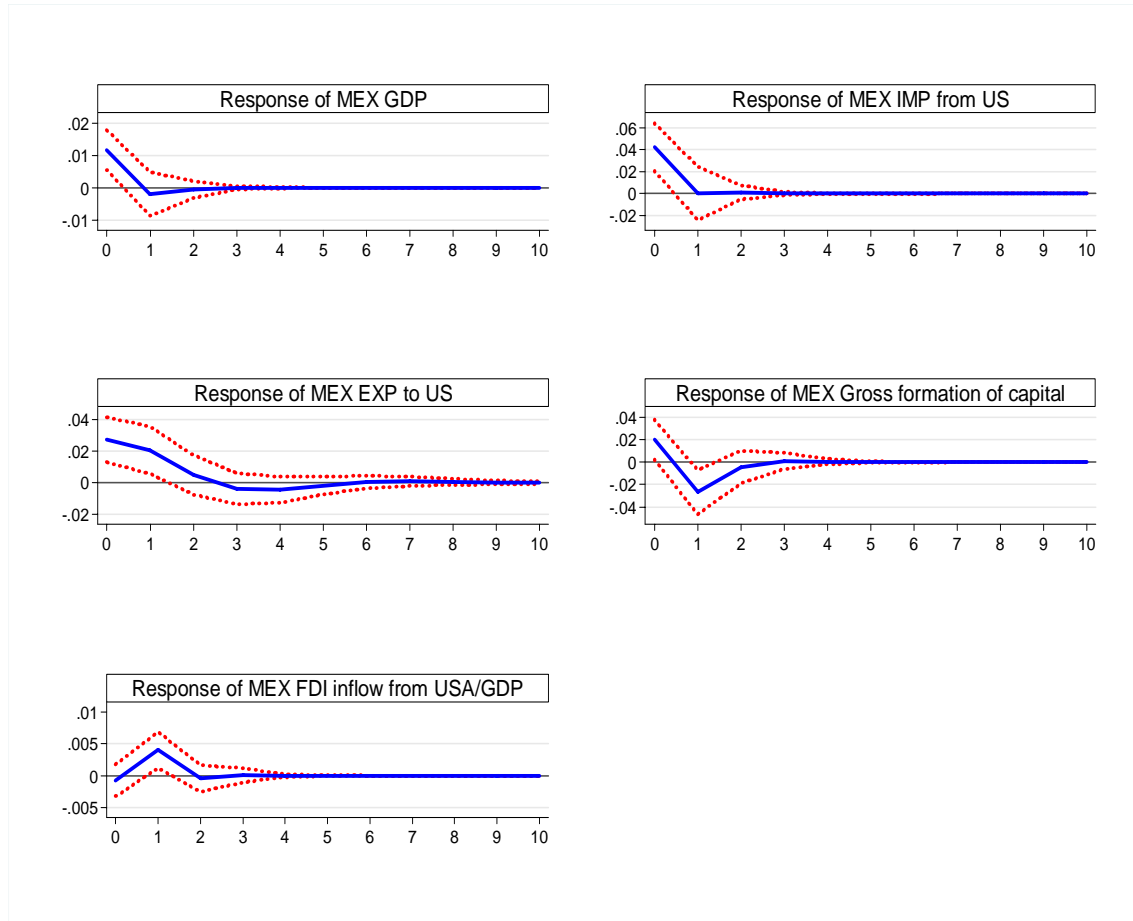 Response of MEX GDP
.02
.01
0
-.01
0 1 2 3 4 5 6 7 8 9 10
Response of MEX IMP from US
.06
.04
.02
0
-.02
0 1 2 3 4 5 6 7 8 9 10
Response of MEX EXP to US
.04
.02
0
-.02
0 1 2 3 4 5 6 7 8 9 10
Response of MEX Gross formation of capital
.04
.02
0
-.02
-.04
0 1 2 3 4 5 6 7 8 9 10
Response of MEX FDI inflow from USA/GDP
.01
.005
0
-.005
0 1 2 3 4 5 6 7 8 9 10